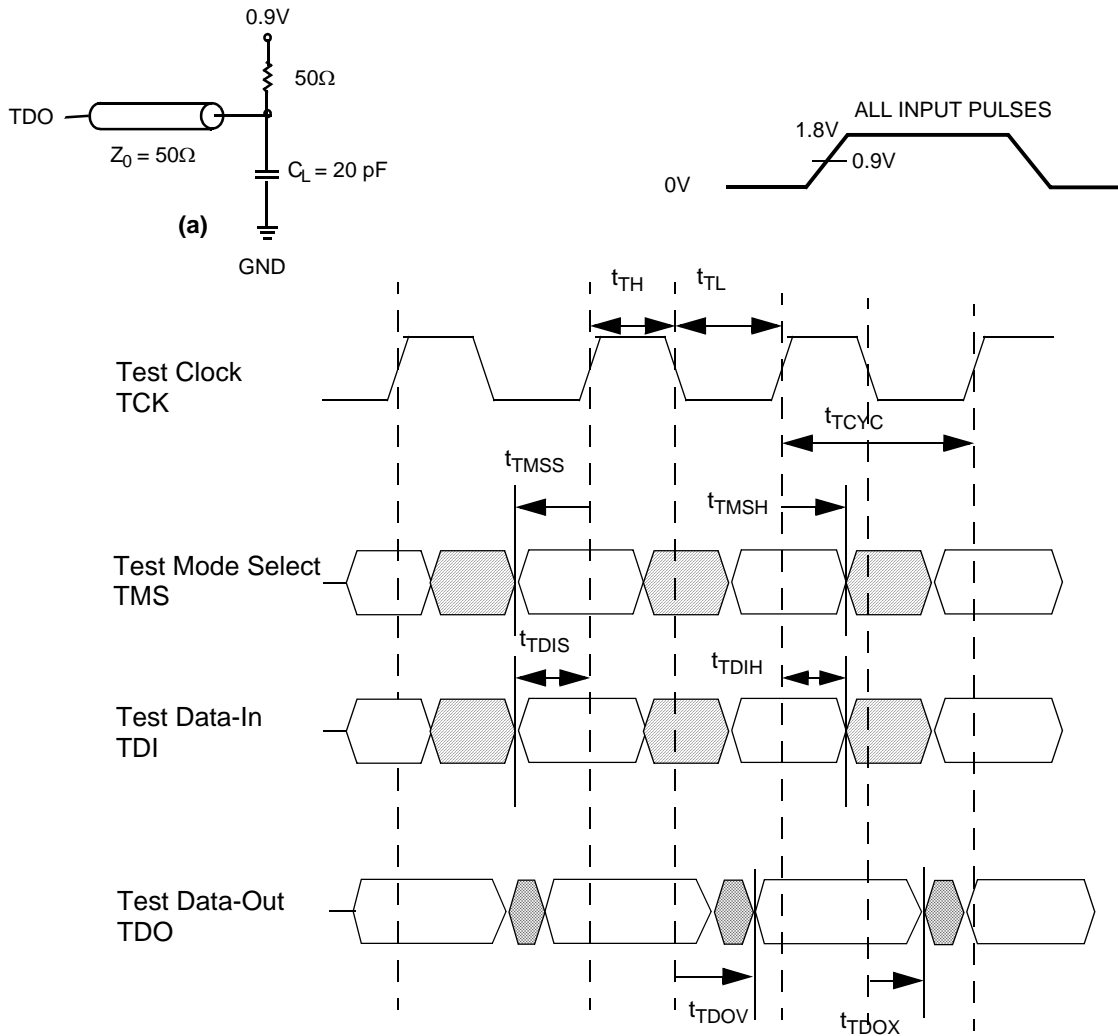 0.9V
50Ω
TDO
Z0 = 50Ω
CL = 20 pF
(a)
GND
ALL INPUT PULSES
1.8V
0.9V
0V
tTH
tTL
Test Clock
TCK
tTCYC
tTMSS
tTMSH
Test Mode Select
TMS
tTDIS
tTDIH
Test Data-In
TDI
Test Data-Out
TDO
tTDOV
tTDOX